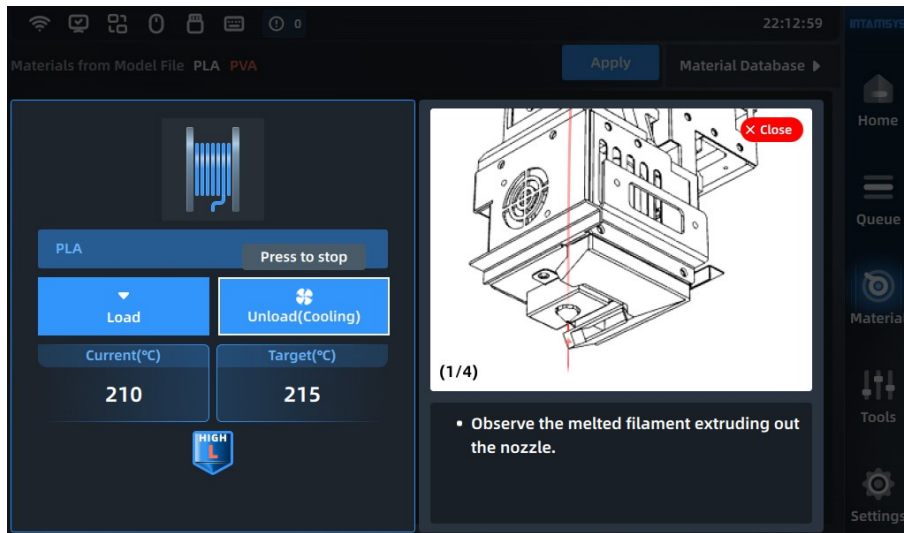 0
22:12:59
INTAMSYS
Materials from Model File PLA PVA
Apply
Material Database
Close
Home
PLA
Press to stop
Queue
Load
Unload(Cooling)
Material
Current(°C)
Target(°C)
210
215
(1/4)
HIGH
L
Observe the melted filament extruding out
the nozzle.
Tools
Settings